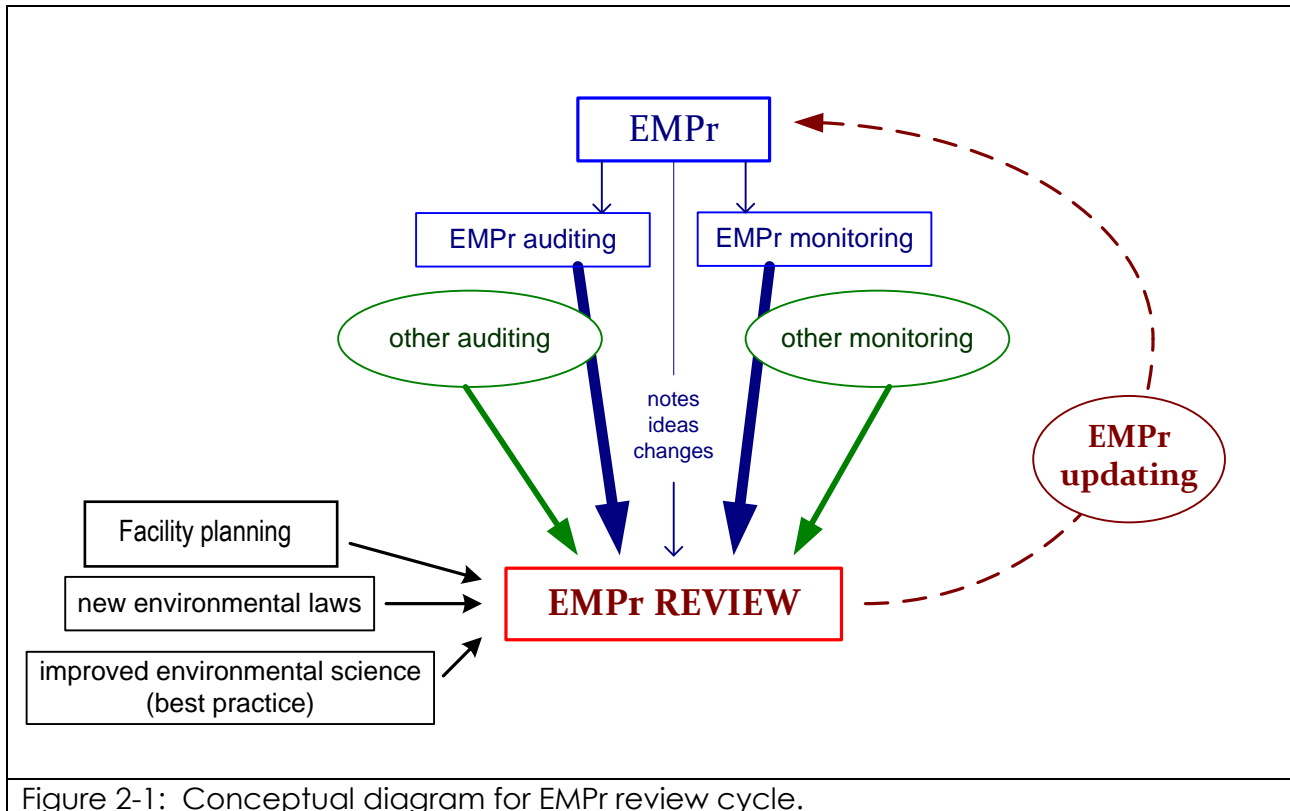 EMPr
EMPr auditing
EMPr monitoring
other auditing
other monitoring
notes
ideas
changes
EMPr
updating
Facility planning
new environmental laws
improved environmental science
(best practice)
EMPr REVIEW
Figure 2-1: Conceptual diagram for EMPr review cycle.